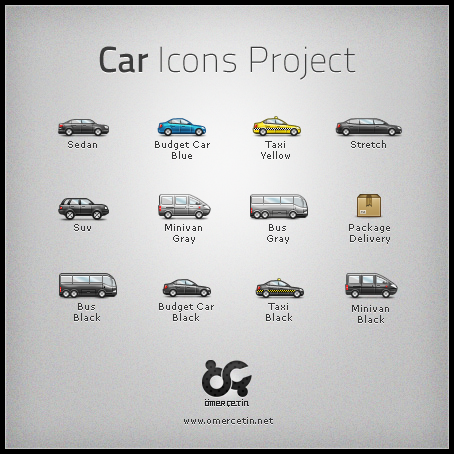 Car Icons Project
Sedan
Budget Car
Blue
Taxi
Yellow
Stretch
Suv
Minivan
Gray
Bus
Gray
Package
Delivery
Bus
Black
Budget Car
Black
Taxi
Black
Minivan
Black
ÖMERÇETİN
www.omercetin.net